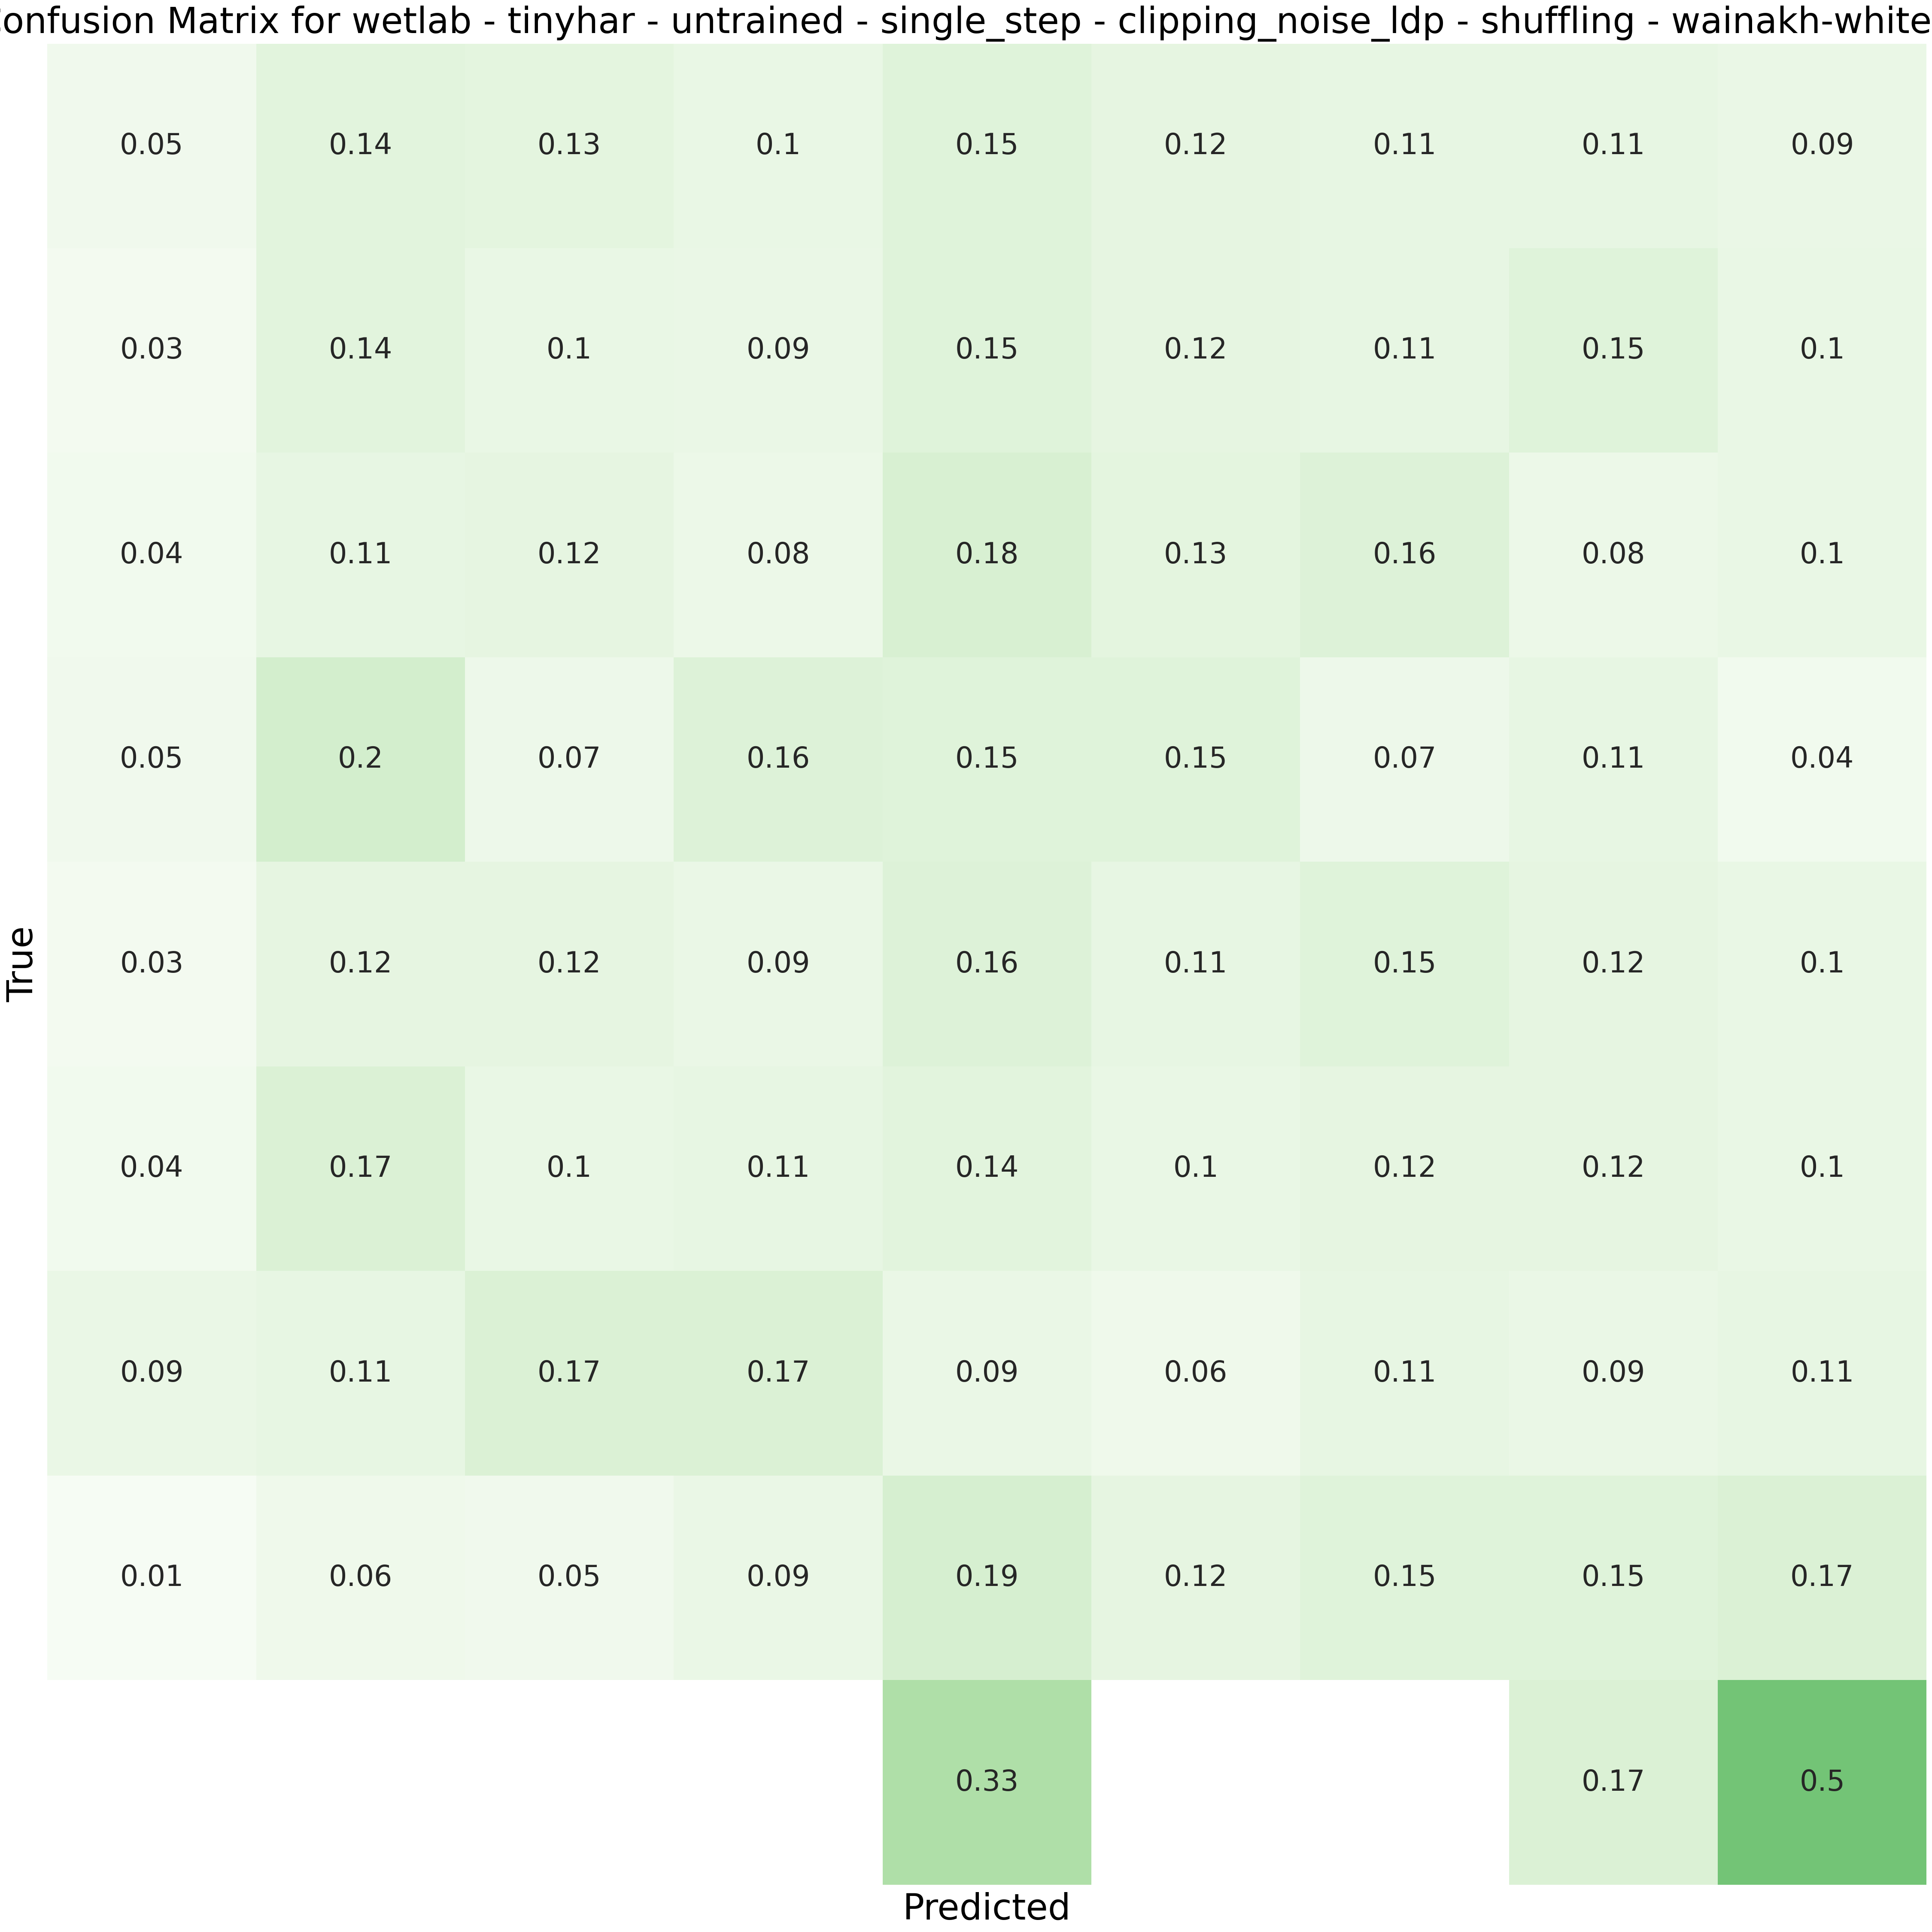 onfusion Matrix for wetlab - tinyhar - untrained - single_step - clipping_noise_ldp - shuffling - wainakh-white
0.05 0.14 0.13 0.1 0.15 0.12 0.11 0.11 0.09
0.03 0.14 0.1 0.09 0.15 0.12 0.11 0.15 0.1
0.04 0.11 0.12 0.08 0.18 0.13 0.16 0.08 0.1
0.05 0.2 0.07 0.16 0.15 0.15 0.07 0.11 0.04
True
0.03 0.12 0.12 0.09 0.16 0.11 0.15 0.12 0.1
0.04 0.17 0.1 0.11 0.14 0.1 0.12 0.12 0.1
0.09 0.11 0.17 0.17 0.09 0.06 0.11 0.09 0.11
0.01 0.06 0.05 0.09 0.19 0.12 0.15 0.15 0.17
0.33 0.17 0.5
Predicted